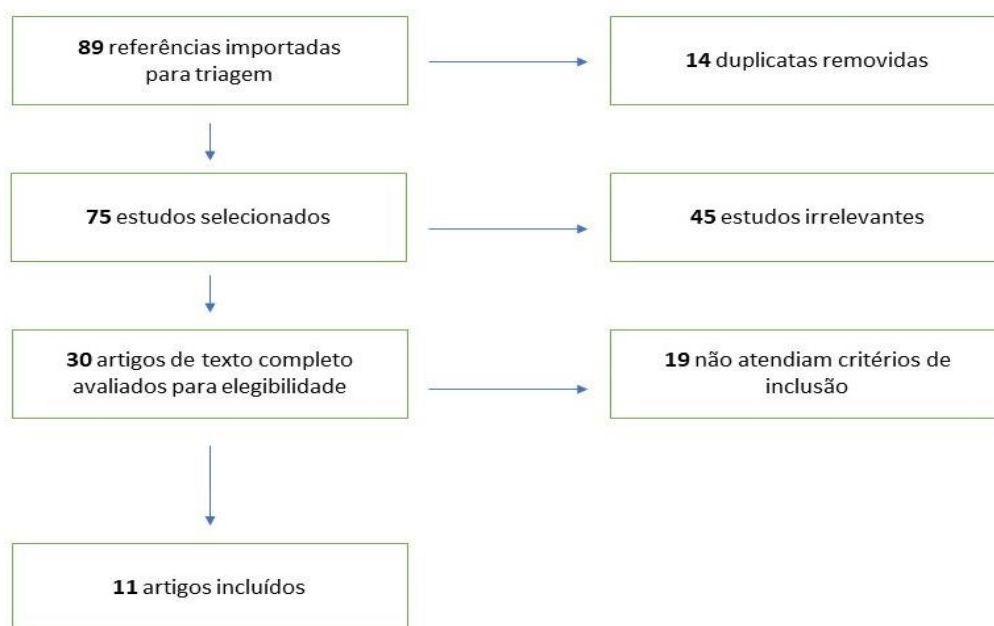 89 referências importadas
para triagem
14 duplicatas removidas
75 estudos selecionados
45 estudos irrelevantes
30 artigos de texto completo
avaliados para elegibilidade
19 não atendiam critérios de
inclusão
11 artigos incluídos